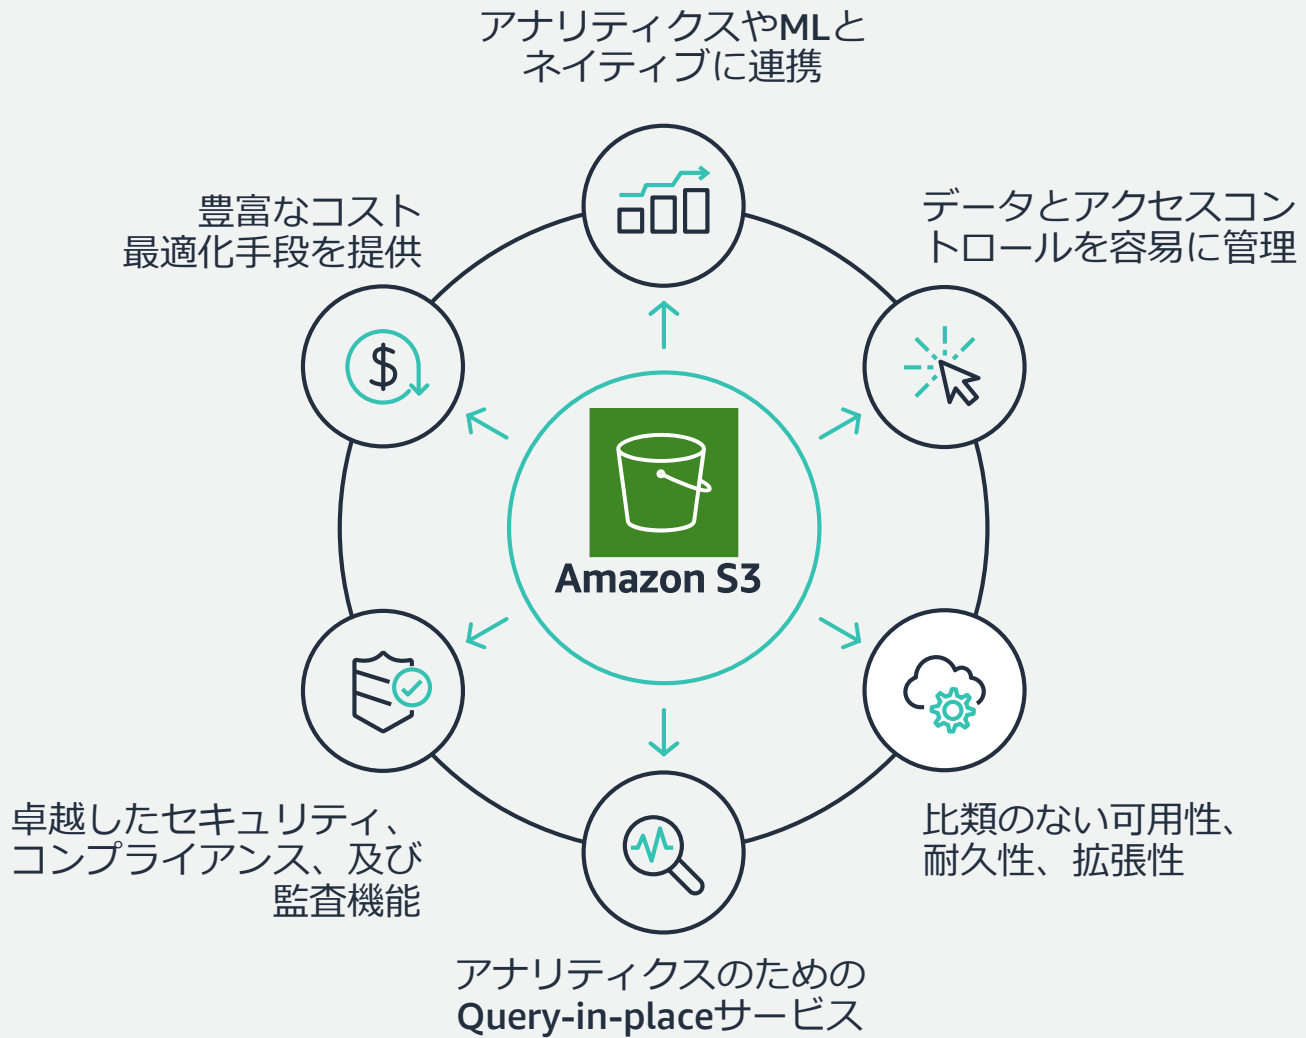 アナリティクスやMLと
ネイティブに連携
豊富なコスト
最適化手段を提供
データとアクセスコン
トロールを容易に管理
$
Amazon S3
卓越したセキュリティ、
コンプライアンス、及び
監査機能
比類のない可用性、
耐久性、拡張性
アナリティクスのための
Query-in-placeサービス